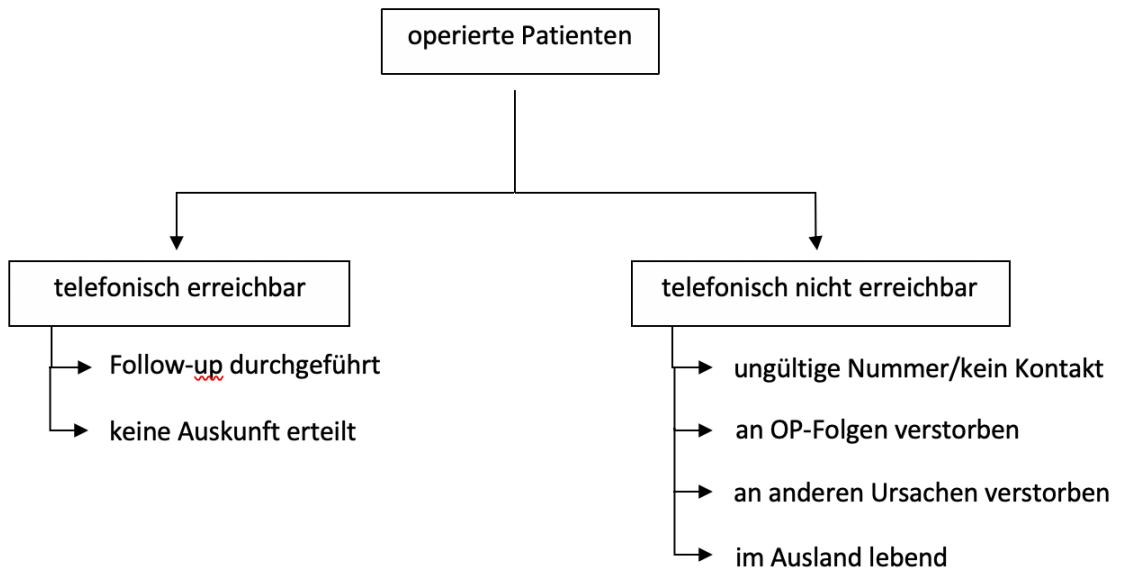 operierte Patienten
telefonisch erreichbar
Follow-up durchgeführt
keine Auskunft erteilt
telefonisch nicht erreichbar
ungültige Nummer/kein Kontakt
an OP-Folgen verstorben
an anderen Ursachen verstorben
im Ausland lebend